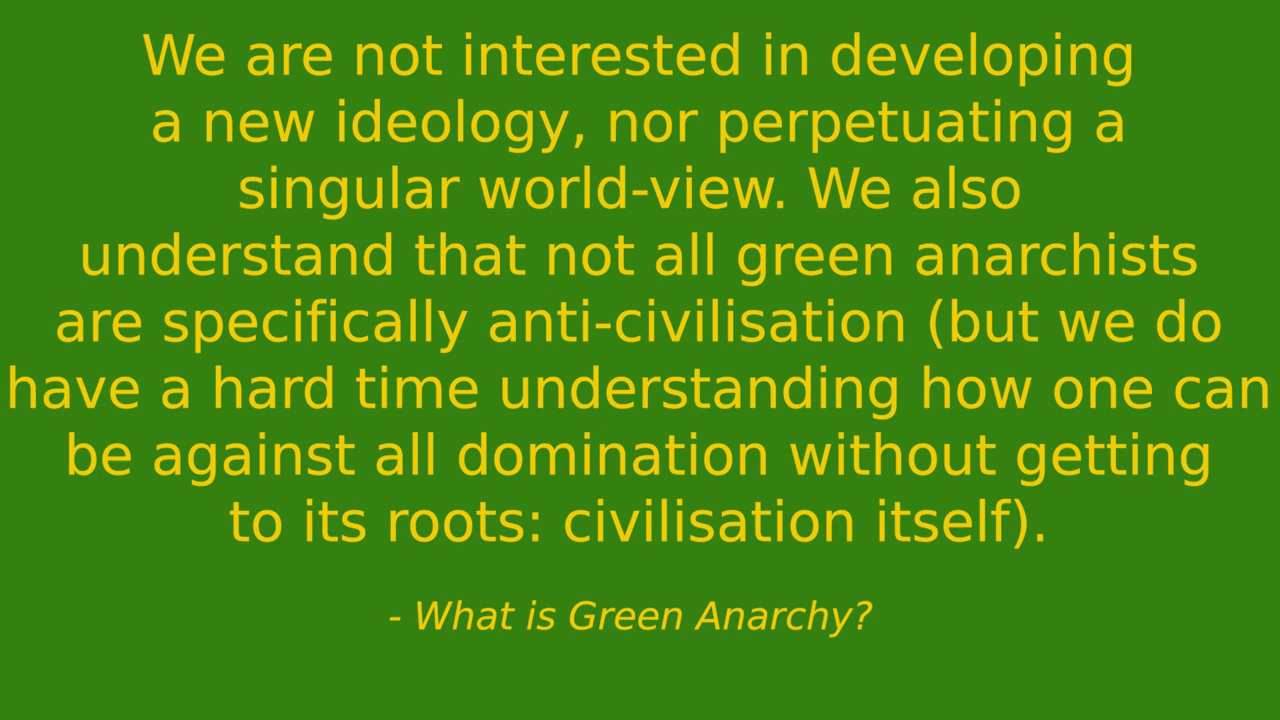 We are not interested in developing
a new ideology, nor perpetuating a
singular world-view. We also
understand that not all green anarchists
are specifically anti-civilisation (but we do
have a hard time understanding how one can
be against all domination without getting
to its roots: civilisation itself).
- What is Green Anarchy?